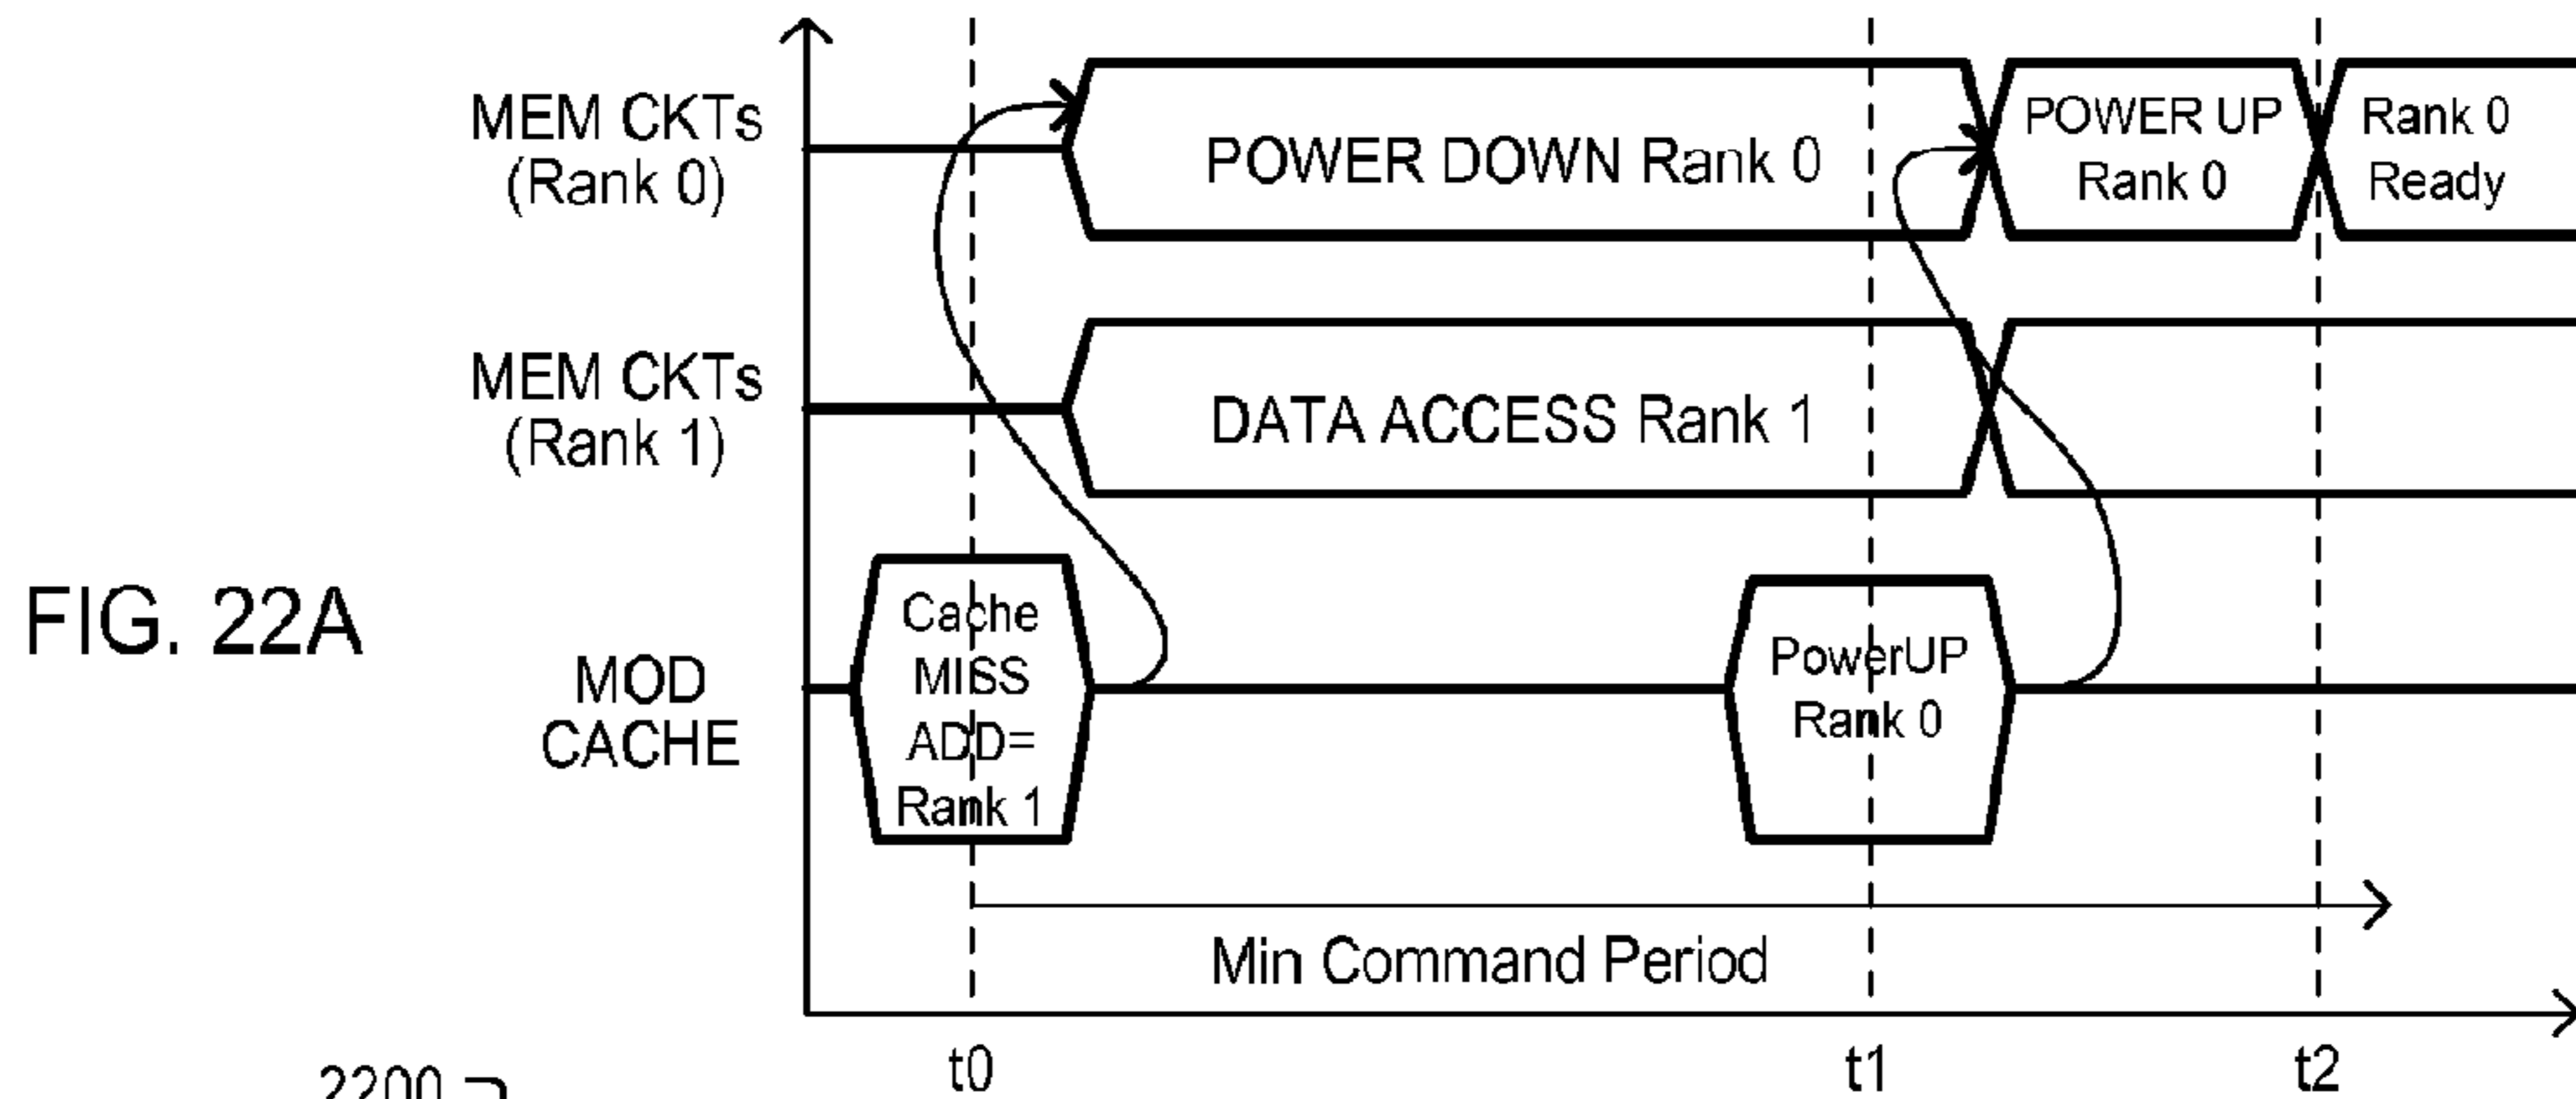 MEM CKTs
(Rank 0)
POWER DOWN Rank 0
POWER UP
Rank 0
Rank 0
Ready
MEM CKTs
(Rank 1)
DATA ACCESS Rank 1
FIG. 22A
MOD
CACHE
Cache
MISS
ADD=
Rank 1
PowerUP
Rank 0
Min Command Period
t0
t1
t2
2200